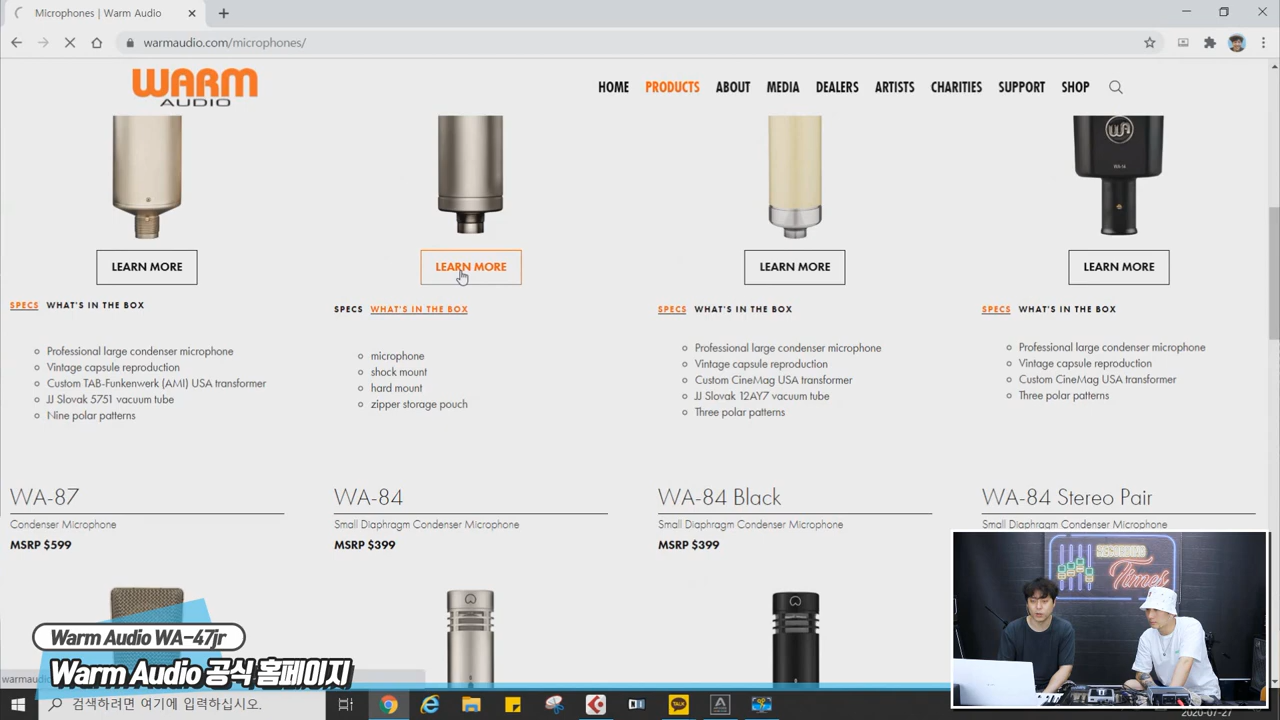 Microphones | Warm Audio
warmaudio.com/microphones/
WARM
AUDIO
HOME PRODUCTS ABOUT MEDIA DEALERS ARTISTS CHARITIES SUPPORT SHOP
WA
WA-14
LEARN MORE LEARN MORE LEARN MORE LEARN MORE
SPECS WHAT'S IN THE BOX SPECS WHAT'S IN THE BOX SPECS WHAT'S IN THE BOX SPECS WHAT'S IN THE BOX
Professional large condenser microphone
Vintage capsule reproduction
Custom TAB-Funkenwerk (AMI) USA transformer
JJ Slovak 5751 vacuum tube
Nine polar patterns
microphone
shock mount
hard mount
zipper storage pouch
Professional large condenser microphone
Vintage capsule reproduction
Custom CineMag USA transformer
JJ Slovak 12AY7 vacuum tube
Three polar patterns
Professional large condenser microphone
Vintage capsule reproduction
Custom CineMag USA transformer
Three polar patterns
WA-87
Condenser Microphone
MSRP $599
WA-84
Small Diaphragm Condenser Microphone
MSRP $399
WA-84 Black
Small Diaphragm Condenser Microphone
MSRP $399
WA-84 Stereo Pair
Small Diaphragm Condenser Microphone
Times
Warm Audio WA-47jr
Warm Audio 공식 홈페이지
검색하려면 여기에 입력하십시오.
TALK
2020-07-27